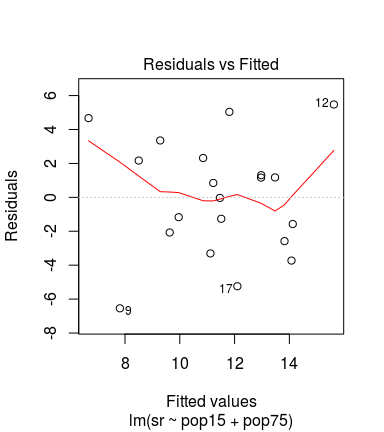 Residuals vs Fitted
Residuals
6
4
2
0
-2
-4
-6
-8
12
17
9
8 10 12 14
Fitted values
lm(sr ~ pop15 + pop75)